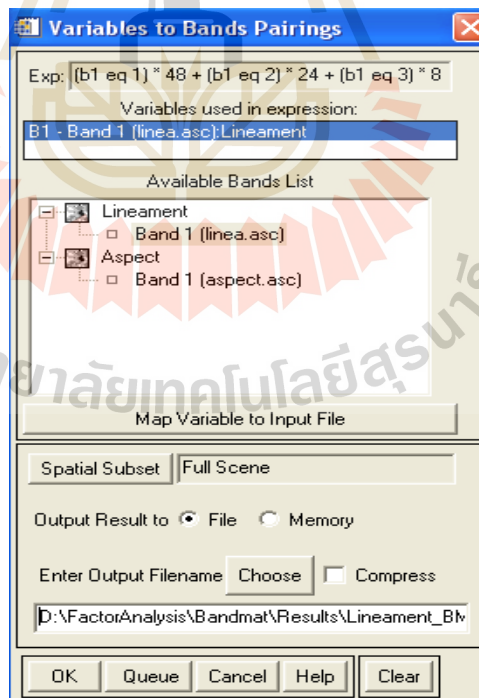 Variables to Bands Pairings
Exp: (b1 eq 1) * 48 + (b1 eq 2) * 24 + (b1 eq 3) * 8
Variables used in expression:
B1 - Band 1 (linea.asc):Lineament
Available Bands List
Lineament
Band 1 (linea.asc)
Aspect
Band 1 (aspect.asc)
Map Variable to Input File
Spatial Subset Full Scene
Output Result to File Memory
Enter Output Filename Choose Compress
D:\FactorAnalysis\Bandmat\Results\Lineament_BM
OK Queue Cancel Help Clear